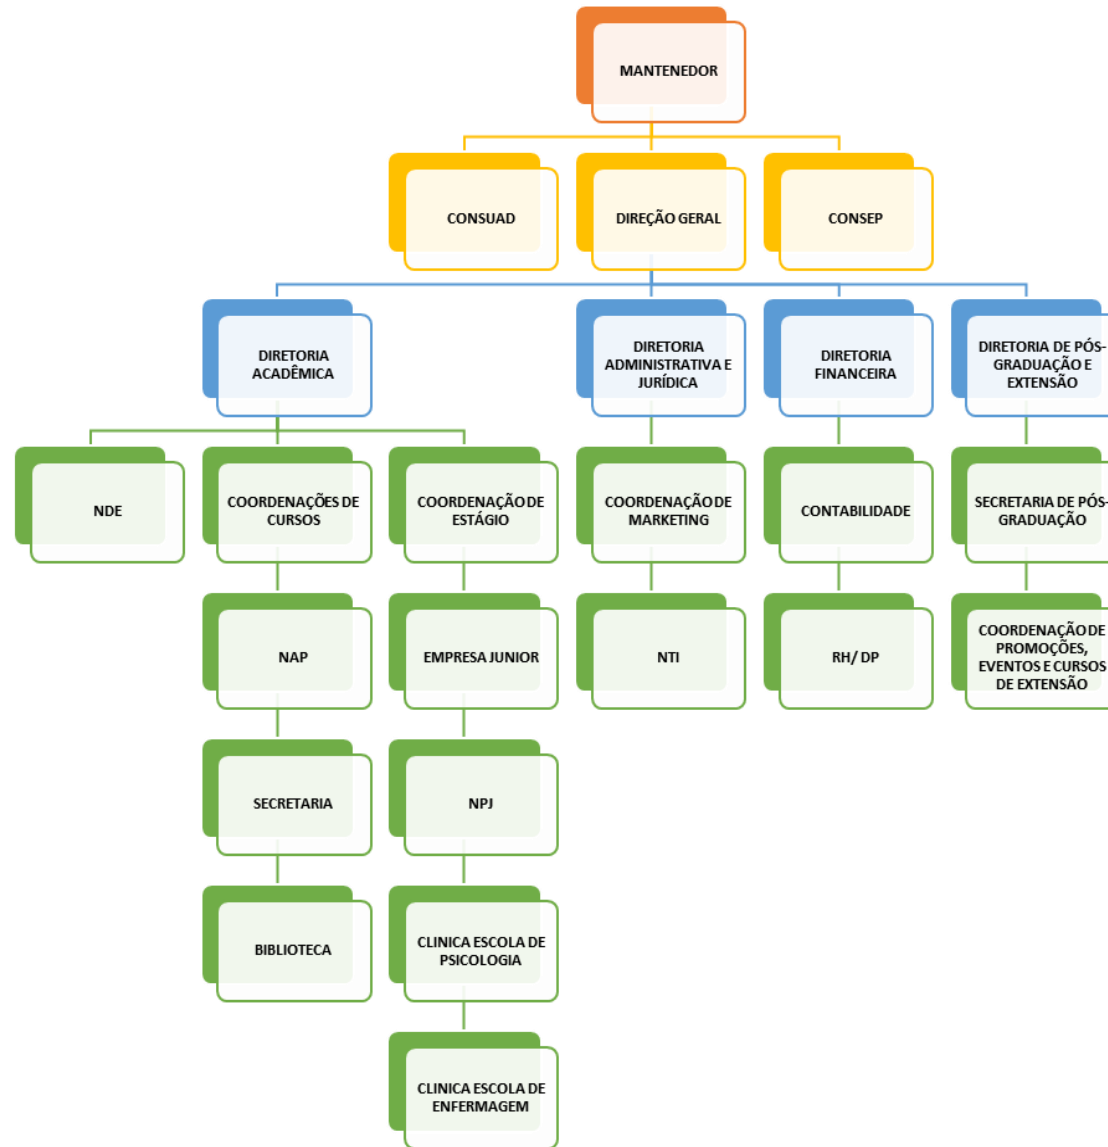 MANTENEDOR
CONSUAD
DIREÇÃO GERAL
CONSEP
DIRETORIA
ACADÊMICA
DIRETORIA
ADMINISTRATIVA E
JURÍDICA
DIRETORIA
FINANCEIRA
DIRETORIA DE PÓS-
GRADUAÇÃO E
EXTENSÃO
NDE
COORDENAÇÕES DE
CURSOS
COORDENAÇÃO DE
ESTÁGIO
COORDENAÇÃO DE
MARKETING
CONTABILIDADE
SECRETARIA DE PÓS-
GRADUAÇÃO
NAP
EMPRESA JUNIOR
NTI
RH/ DP
COORDENAÇÃO DE
PROMOÇÕES,
EVENTOS E CURSOS
DE EXTENSÃO
SECRETARIA
NPJ
BIBLIOTECA
CLINICA ESCOLA DE
PSICOLOGIA
CLINICA ESCOLA DE
ENFERMAGEM